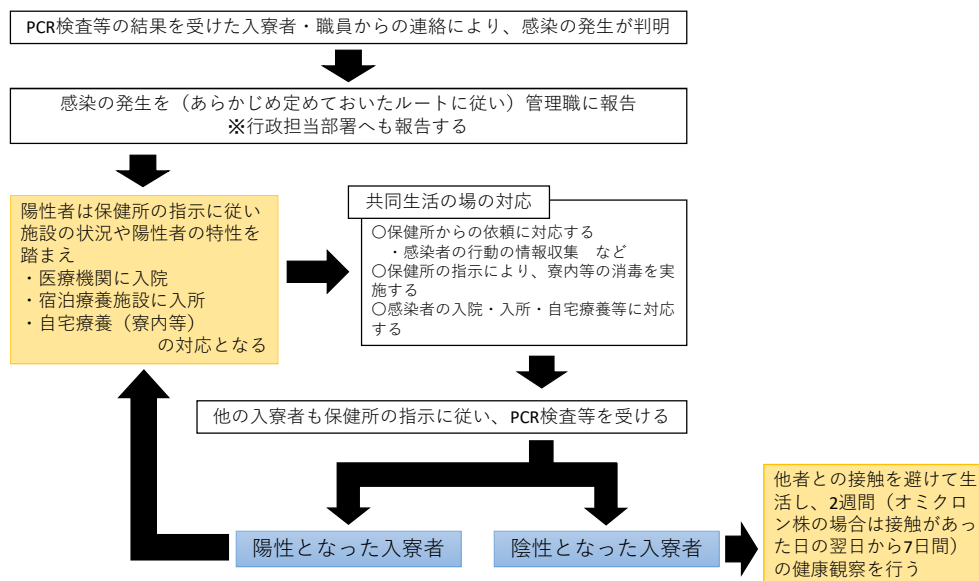 PCR検査等の結果を受けた入寮者・職員からの連絡により、感染の発生が判明
感染の発生を（あらかじめ定めておいたルートに従い）管理職に報告
※行政担当部署へも報告する
陽性者は保健所の指示に従い
施設の状況や陽性者の特性を
踏まえ
・医療機関に入院
・宿泊療養施設に入所
・自宅療養（寮内等）
の対応となる
共同生活の場の対応
〇保健所からの依頼に対応する
・感染者の行動の情報収集　など
〇保健所の指示により、寮内等の消毒を実
施する
〇感染者の入院・入所・自宅療養等に対応
する
他の入寮者も保健所の指示に従い、PCR検査等を受ける
陽性となった入寮者
陰性となった入寮者
他者との接触を避けて生
活し、2週間（オミクロ
ン株の場合は接触があっ
た日の翌日から7日間）
の健康観察を行う